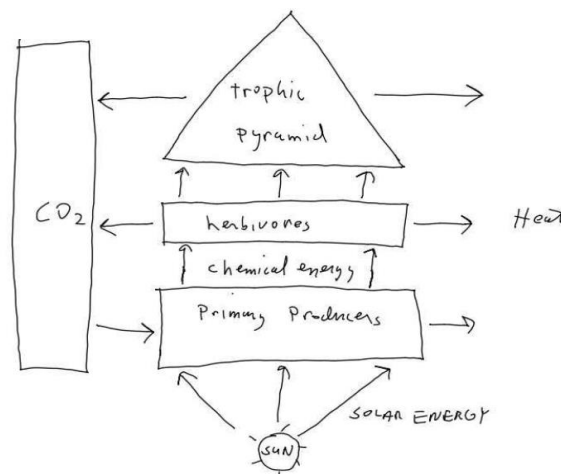 trophic
pyramid
CO2
herbivores
Heat
chemical energy
Primary Producers
SOLAR ENERGY
SUN